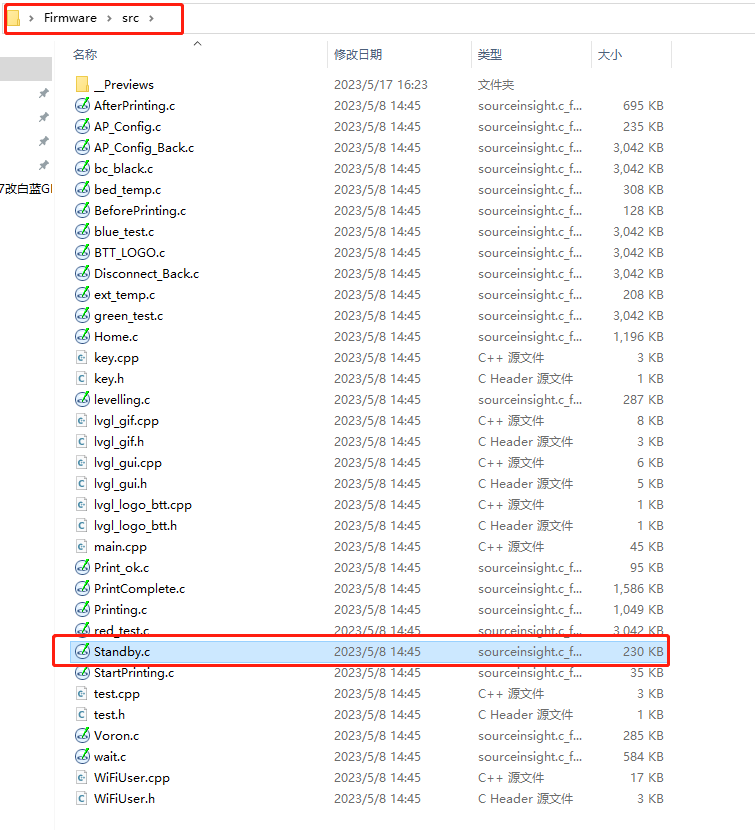 Firmware > src >
名称 修改日期 类型 大小
__Previews 2023/5/17 16:23 文件夹
AfterPrinting.c 2023/5/8 14:45 sourceinsight.c_f... 695 KB
AP_Config.c 2023/5/8 14:45 sourceinsight.c_f... 235 KB
AP_Config_Back.c 2023/5/8 14:45 sourceinsight.c_f... 3,042 KB
bc_black.c 2023/5/8 14:45 sourceinsight.c_f... 3,042 KB
7改白蓝GI bed_temp.c 2023/5/8 14:45 sourceinsight.c_f... 308 KB
BeforePrinting.c 2023/5/8 14:45 sourceinsight.c_f... 128 KB
blue_test.c 2023/5/8 14:45 sourceinsight.c_f... 3,042 KB
BTT_LOGO.c 2023/5/8 14:45 sourceinsight.c_f... 3,042 KB
Disconnect_Back.c 2023/5/8 14:45 sourceinsight.c_f... 3,042 KB
ext_temp.c 2023/5/8 14:45 sourceinsight.c_f... 208 KB
green_test.c 2023/5/8 14:45 sourceinsight.c_f... 3,042 KB
Home.c 2023/5/8 14:45 sourceinsight.c_f... 1,196 KB
key.cpp 2023/5/8 14:45 C++ 源文件 3 KB
key.h 2023/5/8 14:45 C Header 源文件 1 KB
levelling.c 2023/5/8 14:45 sourceinsight.c_f... 287 KB
lvgl_gif.cpp 2023/5/8 14:45 C++ 源文件 8 KB
lvgl_gif.h 2023/5/8 14:45 C Header 源文件 3 KB
lvgl_gui.cpp 2023/5/8 14:45 C++ 源文件 6 KB
lvgl_gui.h 2023/5/8 14:45 C Header 源文件 5 KB
lvgl_logo_btt.cpp 2023/5/8 14:45 C++ 源文件 1 KB
lvgl_logo_btt.h 2023/5/8 14:45 C Header 源文件 1 KB
main.cpp 2023/5/8 14:45 C++ 源文件 45 KB
Print_ok.c 2023/5/8 14:45 sourceinsight.c_f... 95 KB
PrintComplete.c 2023/5/8 14:45 sourceinsight.c_f... 1,586 KB
Printing.c 2023/5/8 14:45 sourceinsight.c_f... 1,049 KB
red_test.c 2023/5/8 14:45 sourceinsight.c_f... 3,042 KB
Standby.c 2023/5/8 14:45 sourceinsight.c_f... 230 KB
StartPrinting.c 2023/5/8 14:45 sourceinsight.c_f... 35 KB
test.cpp 2023/5/8 14:45 C++ 源文件 3 KB
test.h 2023/5/8 14:45 C Header 源文件 1 KB
Voron.c 2023/5/8 14:45 sourceinsight.c_f... 285 KB
wait.c 2023/5/8 14:45 sourceinsight.c_f... 584 KB
WiFiUser.cpp 2023/5/8 14:45 C++ 源文件 17 KB
WiFiUser.h 2023/5/8 14:45 C Header 源文件 3 KB